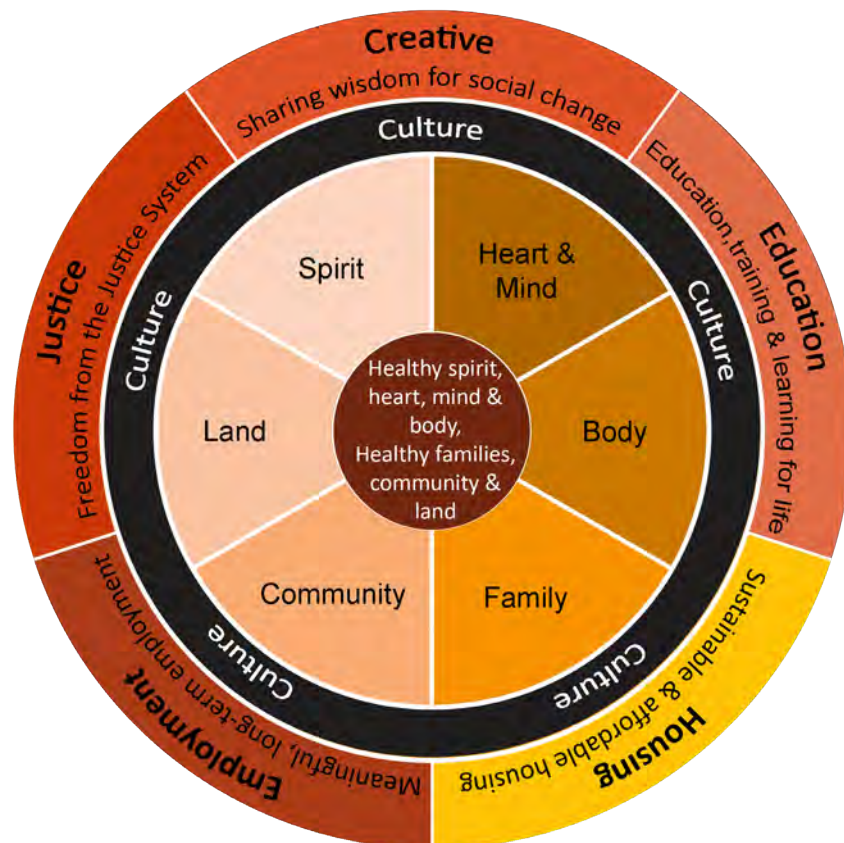 Creative
Sharing wisdom for social change
Education
Education, training & learning for life
Housing
Sustainable & affordable housing
Employment
Meaningful, long-term employment
Justice
Freedom from the Justice System
Culture
Culture
Culture
Culture
Culture
Spirit
Heart &
Mind
Body
Family
Community
Land
Healthy spirit,
heart, mind &
body,
Healthy families,
community &
land